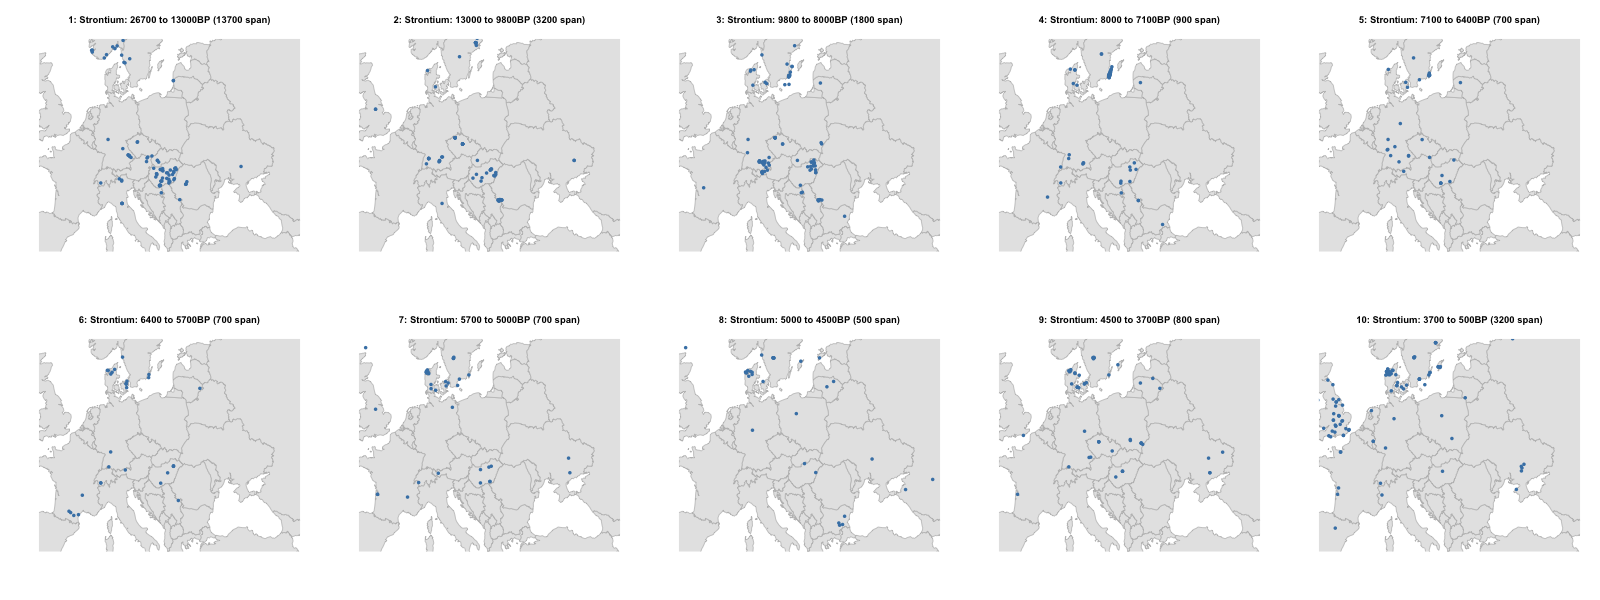 1: Strontium: 26700 to 13000BP (13700 span)
2: Strontium: 13000 to 9800BP (3200 span)
3: Strontium: 9800 to 8000BP (1800 span)
4: Strontium: 8000 to 7100BP (900 span)
5: Strontium: 7100 to 6400BP (700 span)
6: Strontium: 6400 to 5700BP (700 span)
7: Strontium: 5700 to 5000BP (700 span)
8: Strontium: 5000 to 4500BP (500 span)
9: Strontium: 4500 to 3700BP (800 span)
10: Strontium: 3700 to 500BP (3200 span)